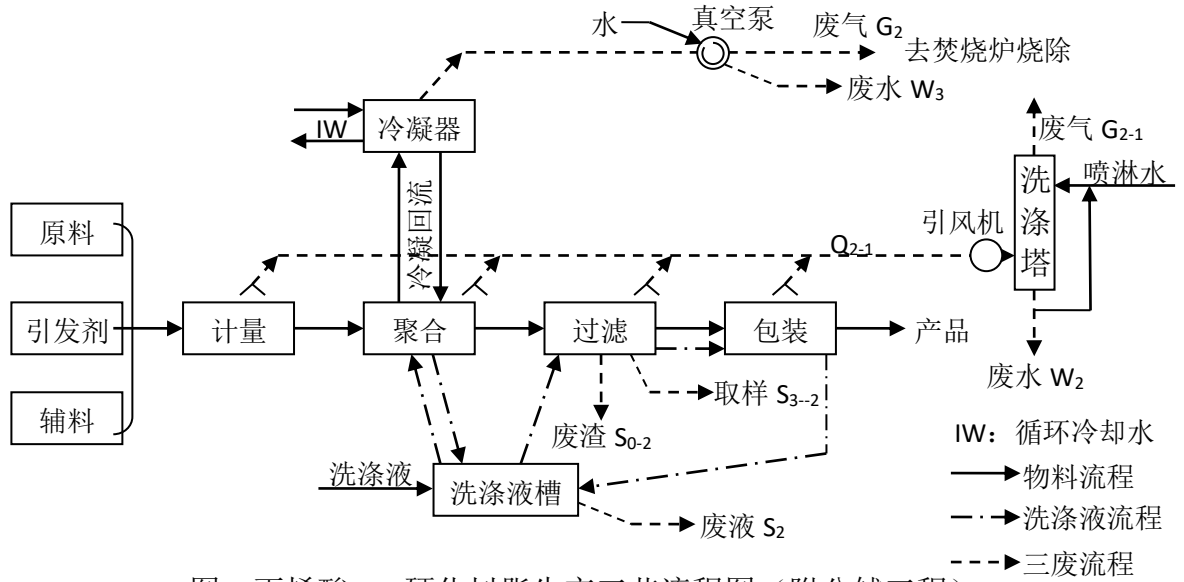 水
真空泵
废气 G2
去焚烧炉烧除
废水 W3
IW
冷凝器
废气 G2-1
洗涤塔
喷淋水
引风机
原料
冷凝回流
Q2-1
引发剂
计量
聚合
过滤
包装
产品
辅料
取样 S3--2
废水 W2
废渣 S0-2
IW：循环冷却水
洗涤液
洗涤液槽
物料流程
废液 S2
洗涤液流程
三废流程